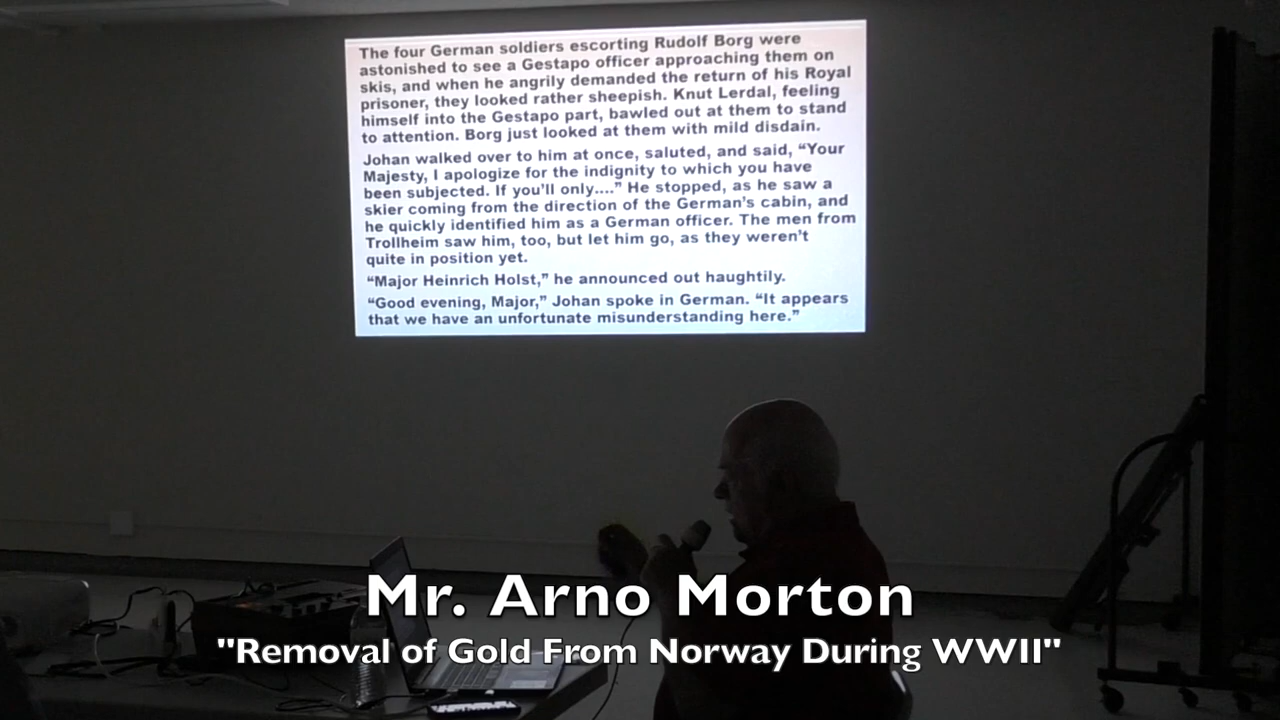 The four German soldiers escorting Rudolf Borg were
astonished to see a Gestapo officer approaching them on
skis, and when he angrily demanded the return of his Royal
prisoner, they looked rather sheepish. Knut Lerdal, feeling
himself into the Gestapo part, bawled out at them to stand
to attention. Borg just looked at them with mild disdain.
Johan walked over to him at once, saluted, and said, “Your
Majesty, I apologize for the indignity to which you have
been subjected. If you’ll only....” He stopped, as he saw a
skier coming from the direction of the German’s cabin, and
he quickly identified him as a German officer. The men from
Trollheim saw him, too, but let him go, as they weren’t
quite in position yet.
“Major Heinrich Holst,” he announced out haughtily.
“Good evening, Major,” Johan spoke in German. “It appears
that we have an unfortunate misunderstanding here.”
Mr. Arno Morton
"Removal of Gold From Norway During WWII"